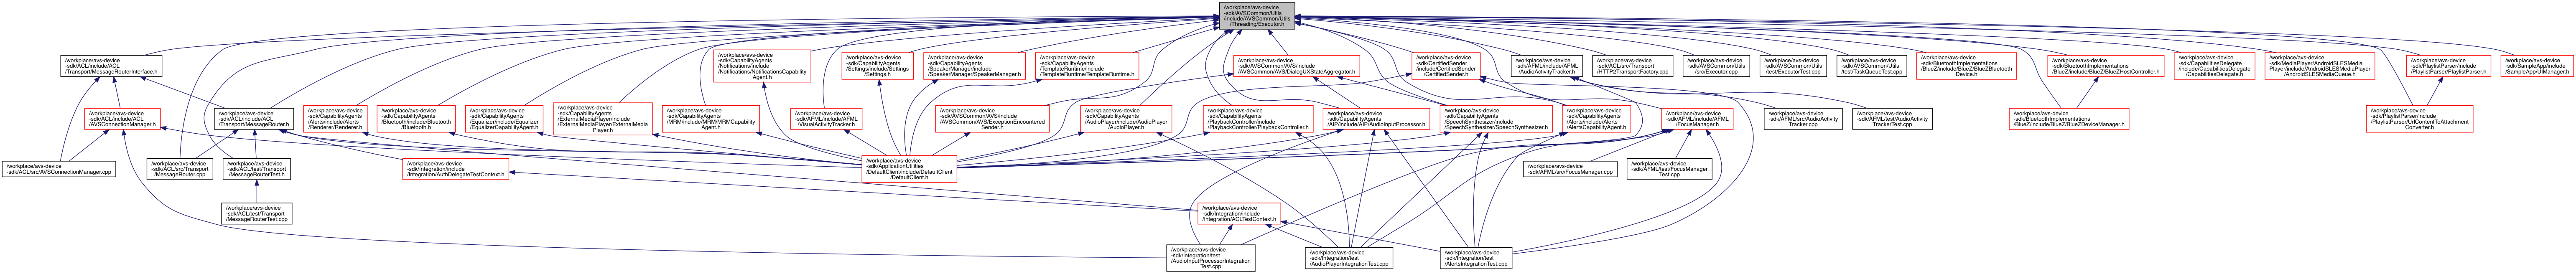 /workplace/avs-device
-sdk/AVSCommon/Utils
/include/AVSCommon/Utils
/Threading/Executor.h
/workplace/avs-device
-sdk/ACL/include/ACL
/Transport/MessageRouterInterface.h
/workplace/avs-device
-sdk/CapabilityAgents
/Notifications/include
/Notifications/NotificationsCapability
Agent.h
/workplace/avs-device
-sdk/CapabilityAgents
/Settings/include/Settings
/Settings.h
/workplace/avs-device
-sdk/CapabilityAgents
/SpeakerManager/include
/SpeakerManager/SpeakerManager.h
/workplace/avs-device
-sdk/CapabilityAgents
/TemplateRuntime/include
/TemplateRuntime/TemplateRuntime.h
/workplace/avs-device
-sdk/AVSCommon/AVS/include
/AVSCommon/AVS/DialogUXStateAggregator.h
/workplace/avs-device
-sdk/CertifiedSender
/include/CertifiedSender
/CertifiedSender.h
/workplace/avs-device
-sdk/AFML/include/AFML
/AudioActivityTracker.h
/workplace/avs-device
-sdk/ACL/src/Transport
/HTTP2TransportFactory.cpp
/workplace/avs-device
-sdk/AVSCommon/Utils
/src/Executor.cpp
/workplace/avs-device
-sdk/AVSCommon/Utils
/test/ExecutorTest.cpp
/workplace/avs-device
-sdk/AVSCommon/Utils
/test/TaskQueueTest.cpp
/workplace/avs-device
-sdk/BluetoothImplementations
/BlueZ/include/BlueZ/BlueZBluetooth
Device.h
/workplace/avs-device
-sdk/BluetoothImplementations
/BlueZ/include/BlueZ/BlueZHostController.h
/workplace/avs-device
-sdk/CapabilitiesDelegate
/include/CapabilitiesDelegate
/CapabilitiesDelegate.h
/workplace/avs-device
-sdk/MediaPlayer/AndroidSLESMedia
Player/include/AndroidSLESMediaPlayer
/AndroidSLESMediaQueue.h
/workplace/avs-device
-sdk/PlaylistParser/include
/PlaylistParser/PlaylistParser.h
/workplace/avs-device
-sdk/SampleApp/include
/SampleApp/UIManager.h
/workplace/avs-device
-sdk/ACL/include/ACL
/AVSConnectionManager.h
/workplace/avs-device
-sdk/ACL/include/ACL
/Transport/MessageRouter.h
/workplace/avs-device
-sdk/CapabilityAgents
/Alerts/include/Alerts
/Renderer/Renderer.h
/workplace/avs-device
-sdk/CapabilityAgents
/Bluetooth/include/Bluetooth
/Bluetooth.h
/workplace/avs-device
-sdk/CapabilityAgents
/Equalizer/include/Equalizer
/EqualizerCapabilityAgent.h
/workplace/avs-device
-sdk/CapabilityAgents
/ExternalMediaPlayer/include
/ExternalMediaPlayer/ExternalMedia
Player.h
/workplace/avs-device
-sdk/CapabilityAgents
/MRM/include/MRM/MRMCapability
Agent.h
/workplace/avs-device
-sdk/AFML/include/AFML
/VisualActivityTracker.h
/workplace/avs-device
-sdk/AVSCommon/AVS/include
/AVSCommon/AVS/ExceptionEncountered
Sender.h
/workplace/avs-device
-sdk/CapabilityAgents
/AudioPlayer/include/AudioPlayer
/AudioPlayer.h
/workplace/avs-device
-sdk/CapabilityAgents
/PlaybackController/include
/PlaybackController/PlaybackController.h
/workplace/avs-device
-sdk/CapabilityAgents
/AIP/include/AIP/AudioInputProcessor.h
/workplace/avs-device
-sdk/CapabilityAgents
/SpeechSynthesizer/include
/SpeechSynthesizer/SpeechSynthesizer.h
/workplace/avs-device
-sdk/CapabilityAgents
/Alerts/include/Alerts
/AlertsCapabilityAgent.h
/workplace/avs-device
-sdk/AFML/include/AFML
/FocusManager.h
/workplace/avs-device
-sdk/AFML/src/AudioActivity
Tracker.cpp
/workplace/avs-device
-sdk/AFML/test/AudioActivity
TrackerTest.cpp
/workplace/avs-device
-sdk/BluetoothImplementations
/BlueZ/include/BlueZ/BlueZDeviceManager.h
/workplace/avs-device
-sdk/PlaylistParser/include
/PlaylistParser/UrlContentToAttachment
Converter.h
/workplace/avs-device
-sdk/ACL/src/AVSConnectionManager.cpp
/workplace/avs-device
-sdk/ACL/src/Transport
/MessageRouter.cpp
/workplace/avs-device
-sdk/ACL/test/Transport
/MessageRouterTest.h
/workplace/avs-device
-sdk/Integration/include
/Integration/AuthDelegateTestContext.h
/workplace/avs-device
-sdk/ApplicationUtilities
/DefaultClient/include/DefaultClient
/DefaultClient.h
/workplace/avs-device
-sdk/AFML/src/FocusManager.cpp
/workplace/avs-device
-sdk/AFML/test/FocusManager
Test.cpp
/workplace/avs-device
-sdk/ACL/test/Transport
/MessageRouterTest.cpp
/workplace/avs-device
-sdk/Integration/include
/Integration/ACLTestContext.h
/workplace/avs-device
-sdk/Integration/test
/AudioInputProcessorIntegration
Test.cpp
/workplace/avs-device
-sdk/Integration/test
/AudioPlayerIntegrationTest.cpp
/workplace/avs-device
-sdk/Integration/test
/AlertsIntegrationTest.cpp